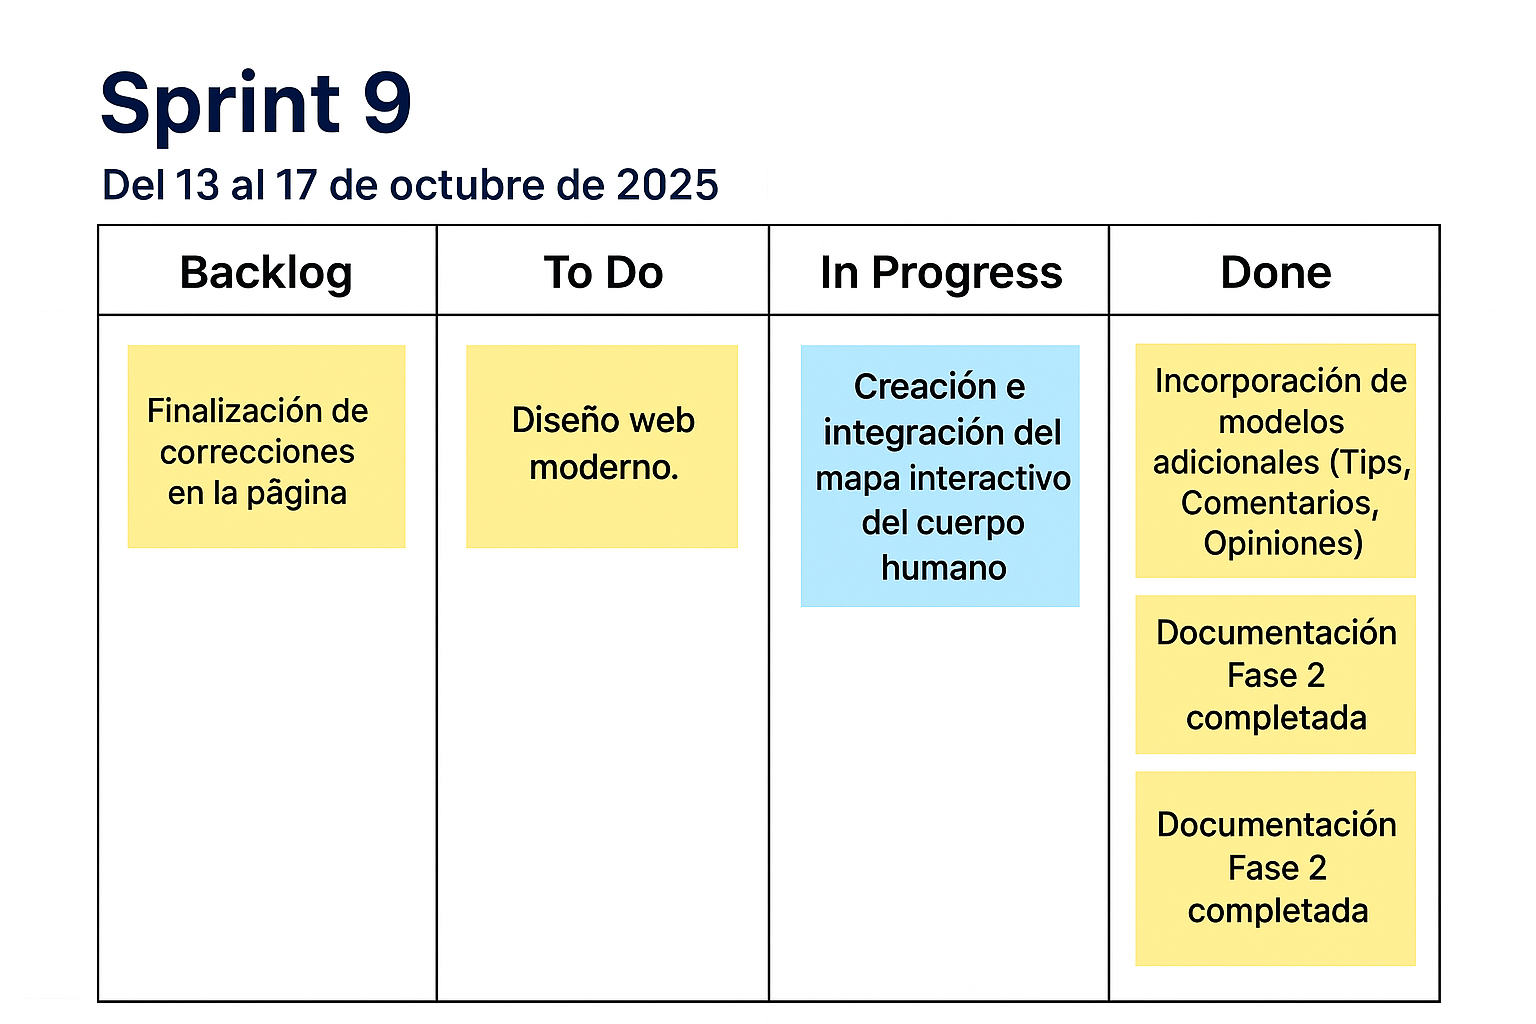 Sprint 9
Del 13 al 17 de octubre de 2025
Backlog
To Do
In Progress
Done
Finalización de
correcciones
en la pãgina
Diseño web
moderno.
Creación e
integración del
mapa interactivo
del cuerpo
humano
Incorporación de
modelos
adicionales (Tips,
Comentarios,
Opiniones)
Documentación
Fase 2
completada
Documentación
Fase 2
completada